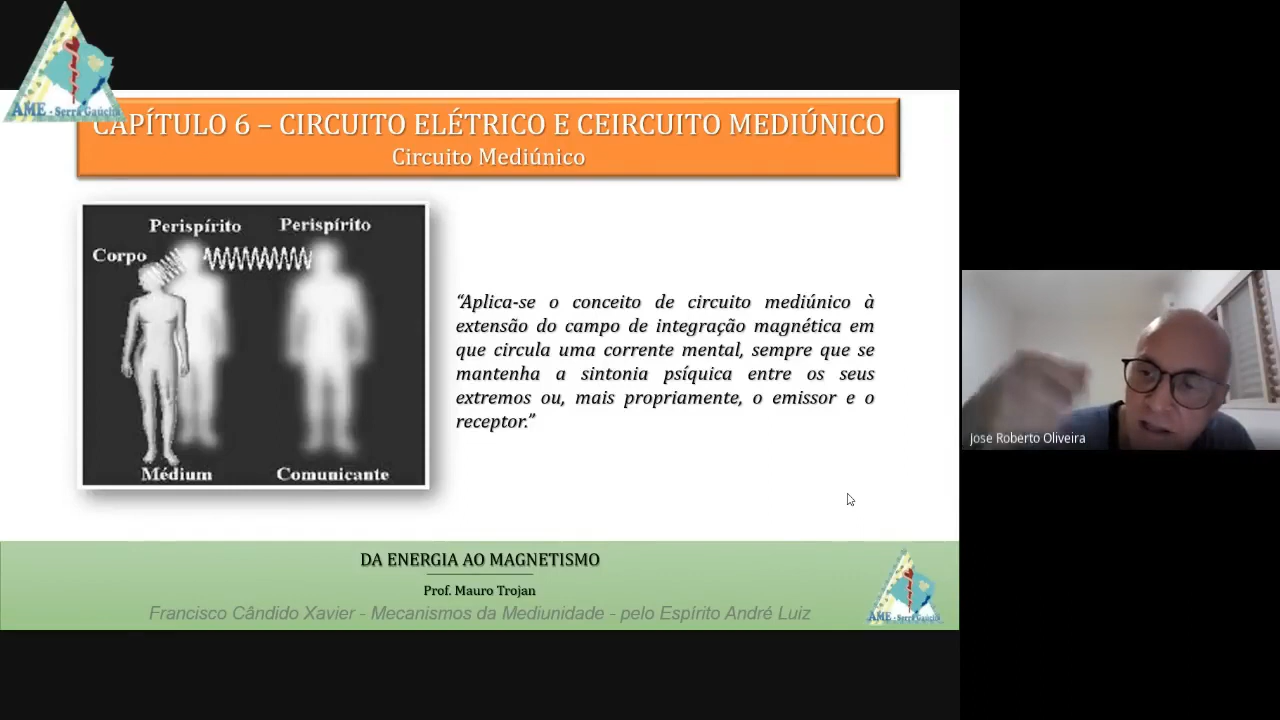 AME - Serra Gaúcha
CAPÍTULO 6 – CIRCUITO ELÉTRICO E CEIRCUITO MEDIÚNICO
Circuito Mediúnico
Perispírito
Perispírito
Corpo
Médium
Comunicante
“Aplica-se o conceito de circuito mediúnico à
extensão do campo de integração magnética em
que circula uma corrente mental, sempre que se
mantenha a sintonia psíquica entre os seus
extremos ou, mais propriamente, o emissor e o
receptor.”
Jose Roberto Oliveira
DA ENERGIA AO MAGNETISMO
Prof. Mauro Trojan
Francisco Cândido Xavier - Mecanismos da Mediunidade - pelo Espírito André Luiz
AME - Serra Gaúcha